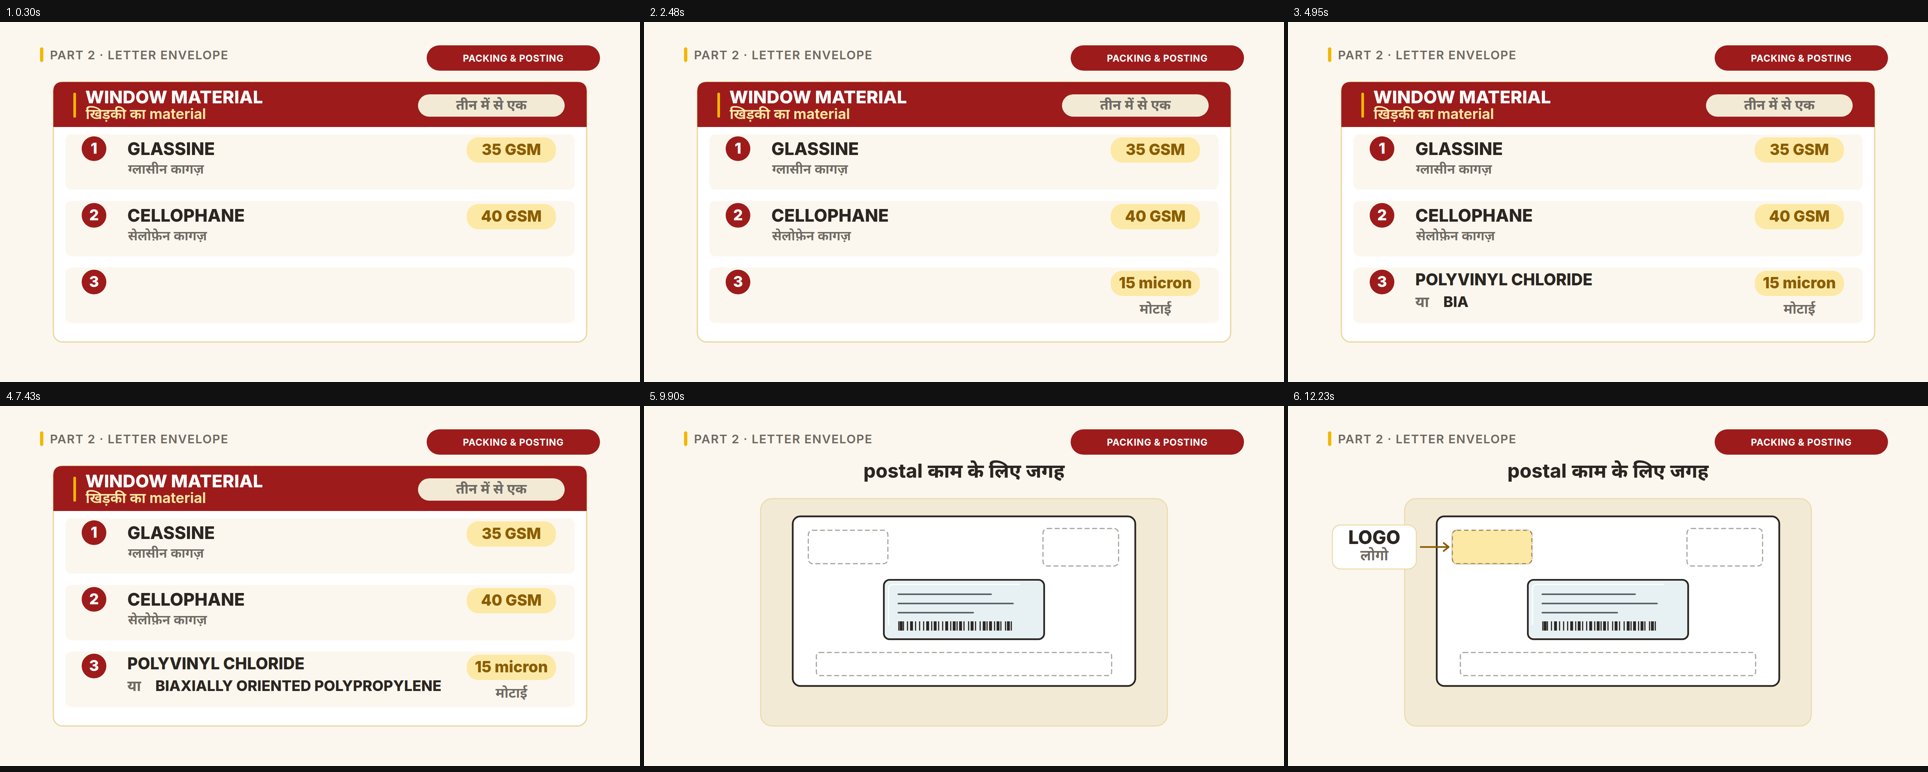 1. 0.30s
PART 2 · LETTER ENVELOPE
PACKING & POSTING
WINDOW MATERIAL
खिड़की का material
तीन में से एक
1
GLASSINE
35 GSM
ग्लासीन कागज़
2
CELLOPHANE
40 GSM
सेलोफ़ेन कागज़
3
2. 2.48s
PART 2 · LETTER ENVELOPE
PACKING & POSTING
WINDOW MATERIAL
खिड़की का material
तीन में से एक
1
GLASSINE
35 GSM
ग्लासीन कागज़
2
CELLOPHANE
40 GSM
सेलोफ़ेन कागज़
3
15 micron
मोटाई
3. 4.95s
PART 2 · LETTER ENVELOPE
PACKING & POSTING
WINDOW MATERIAL
खिड़की का material
तीन में से एक
1
GLASSINE
35 GSM
ग्लासीन कागज़
2
CELLOPHANE
40 GSM
सेलोफ़ेन कागज़
3
POLYVINYL CHLORIDE
15 micron
या BIA
मोटाई
4. 7.43s
PART 2 · LETTER ENVELOPE
PACKING & POSTING
WINDOW MATERIAL
खिड़की का material
तीन में से एक
1
GLASSINE
35 GSM
ग्लासीन कागज़
2
CELLOPHANE
40 GSM
सेलोफ़ेन कागज़
3
POLYVINYL CHLORIDE
15 micron
या BIAXIALLY ORIENTED POLYPROPYLENE
मोटाई
5. 9.90s
PART 2 · LETTER ENVELOPE
PACKING & POSTING
postal काम के लिए जगह
6. 12.23s
PART 2 · LETTER ENVELOPE
PACKING & POSTING
postal काम के लिए जगह
LOGO
लोगो